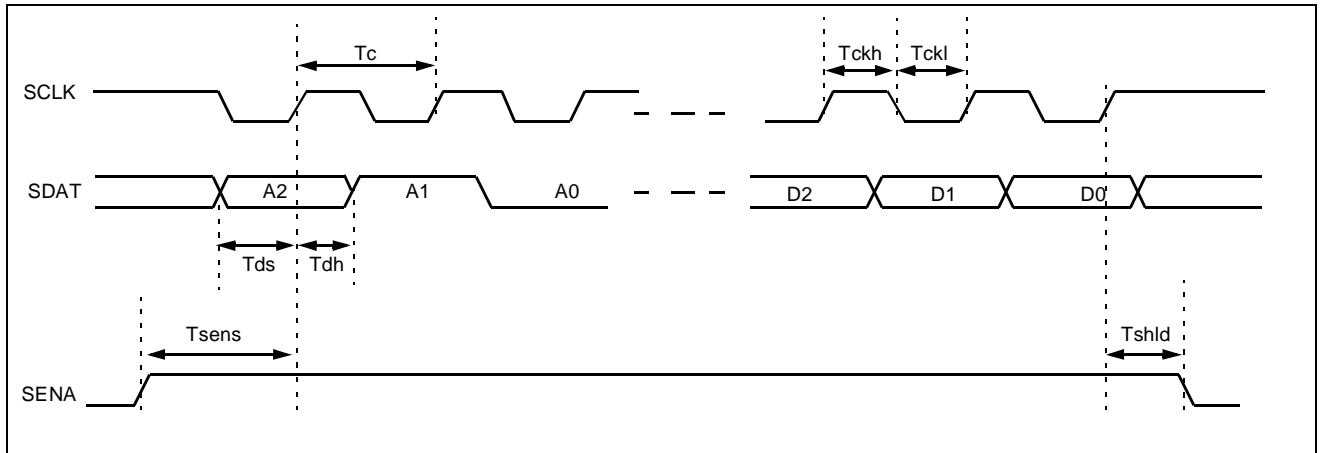 Tc
Tckh
Tckl
SCLK
SDAT
A2
A1
A0
D2
D1
D0
Tds
Tdh
Tsens
Tshld
SENA